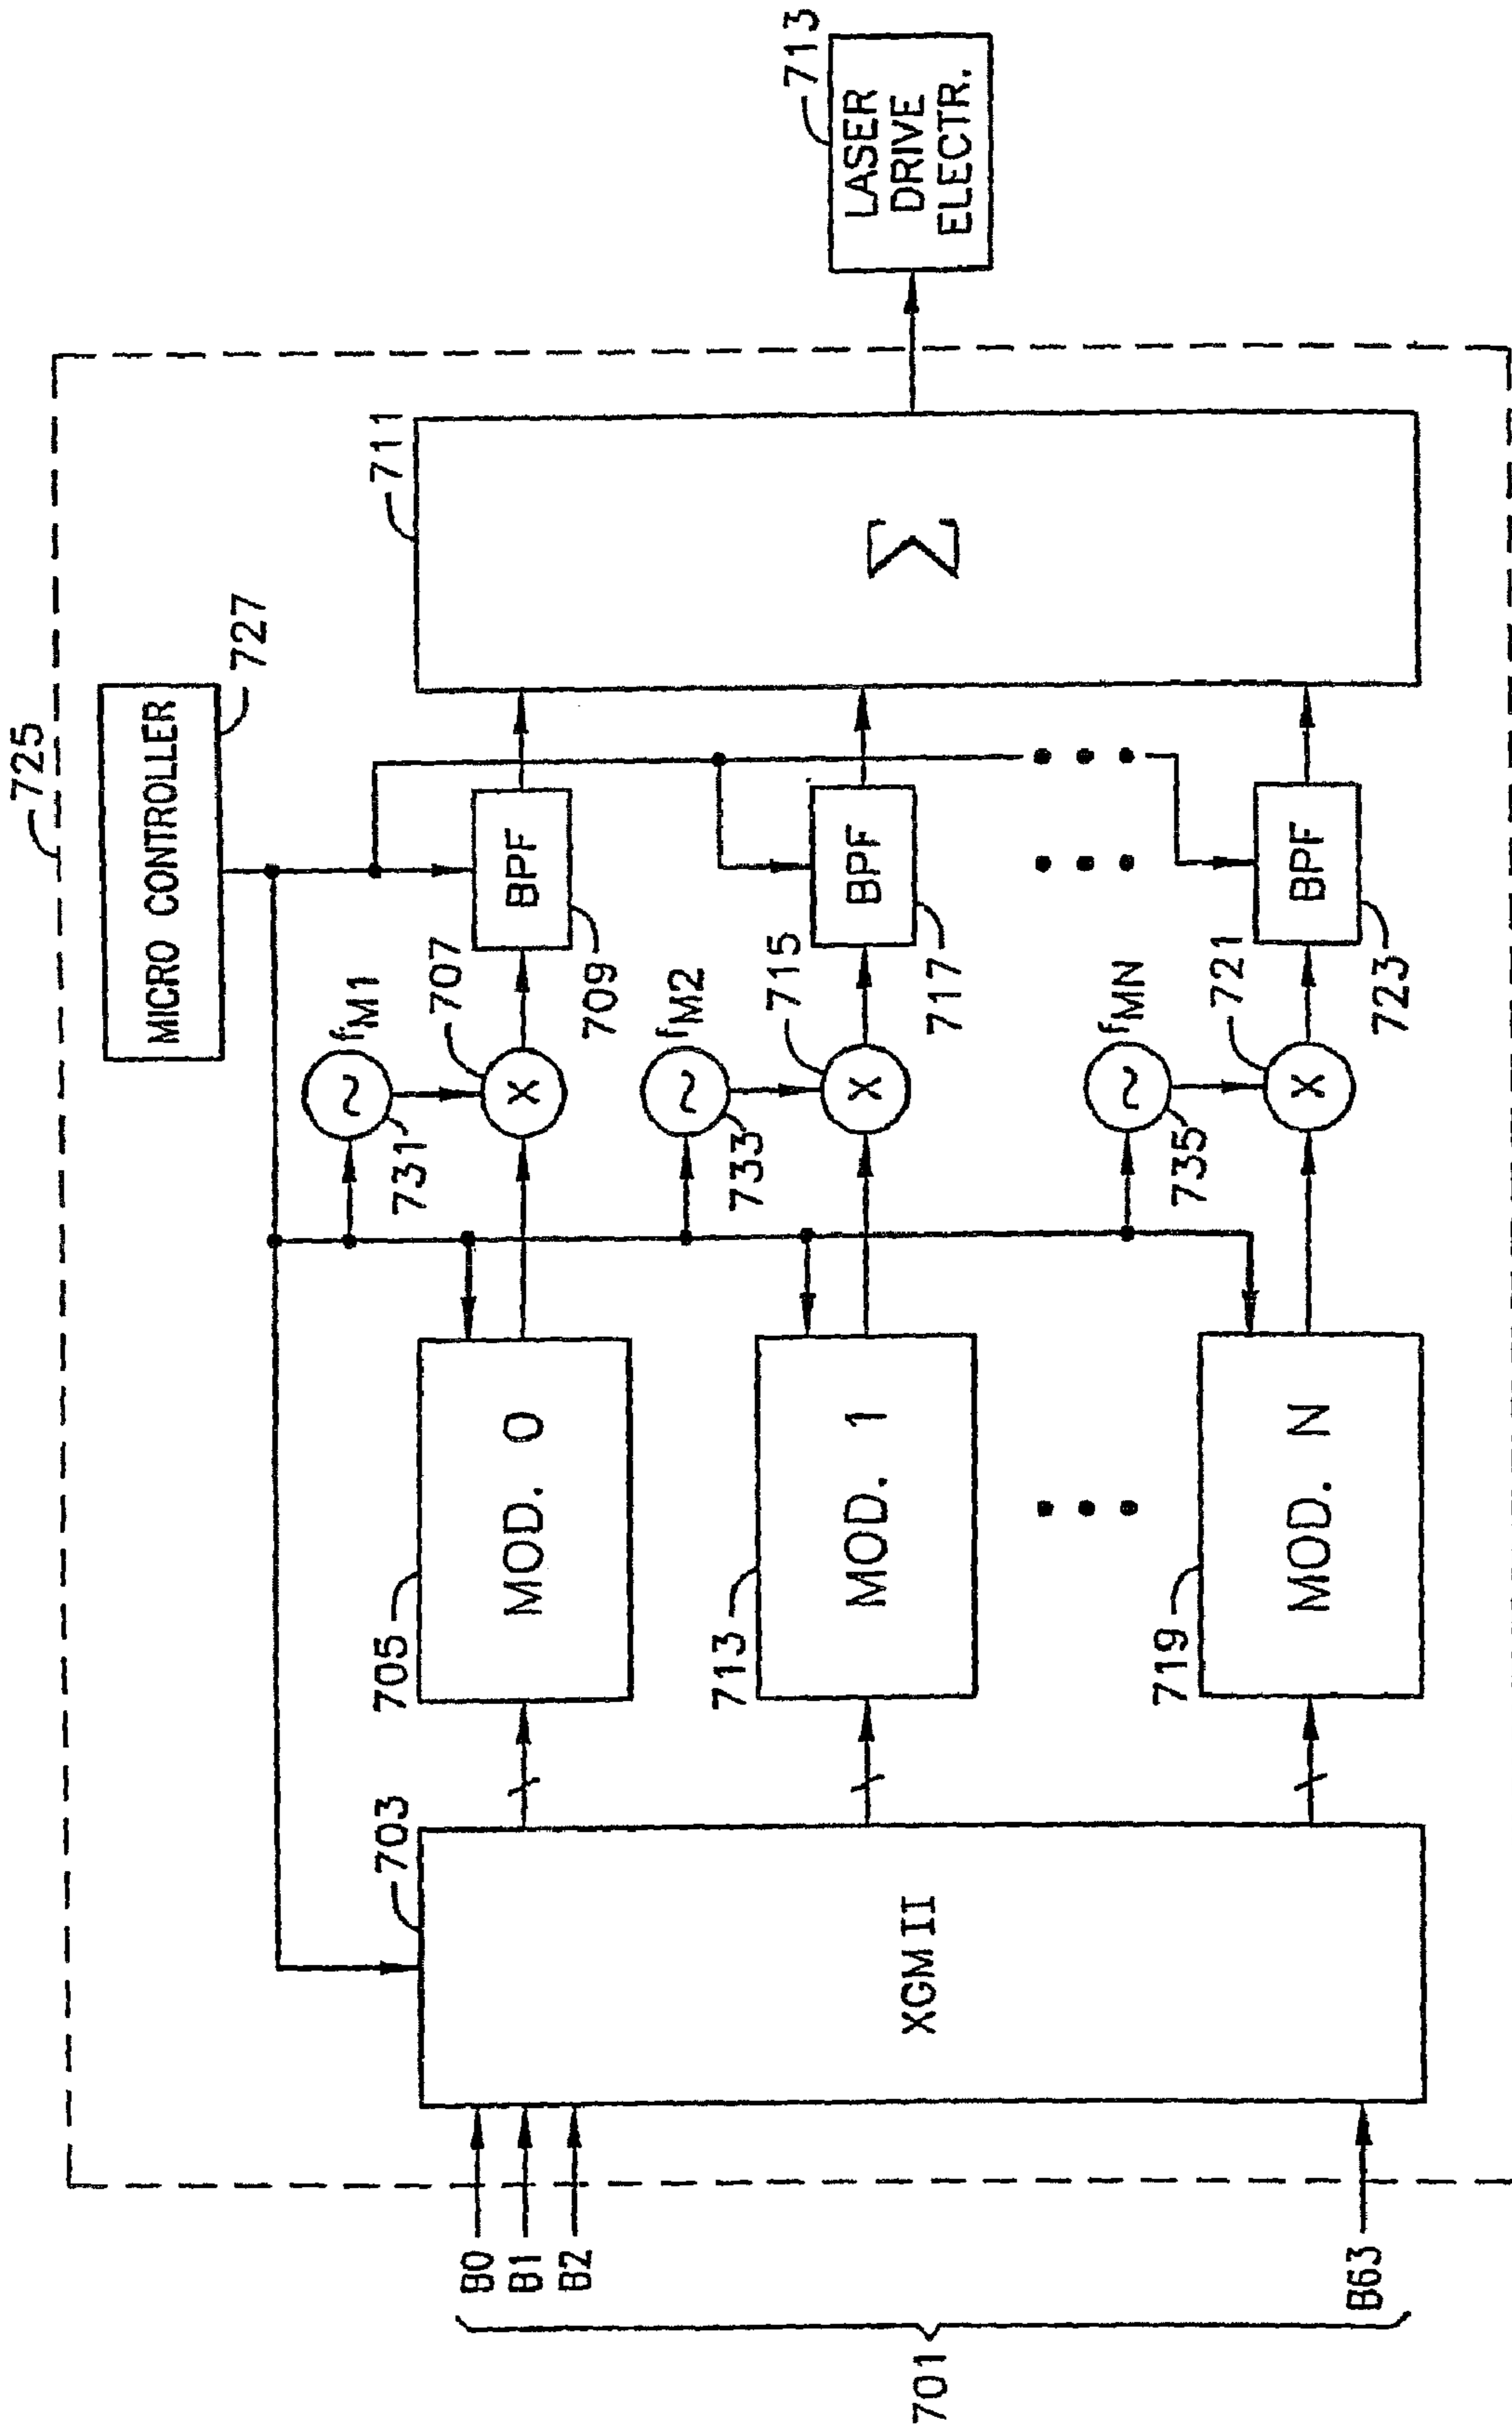 725
MICRO CONTROLLER
727
703
XGMII
B0
B1
B2
B63
701
705
MOD. 0
731
~
fM1
707
X
709
BPF
711
Σ
713
LASER
DRIVE
ELECTR.
713
MOD. 1
733
~
fM2
715
X
717
BPF
719
MOD. N
735
~
fMN
721
X
723
BPF